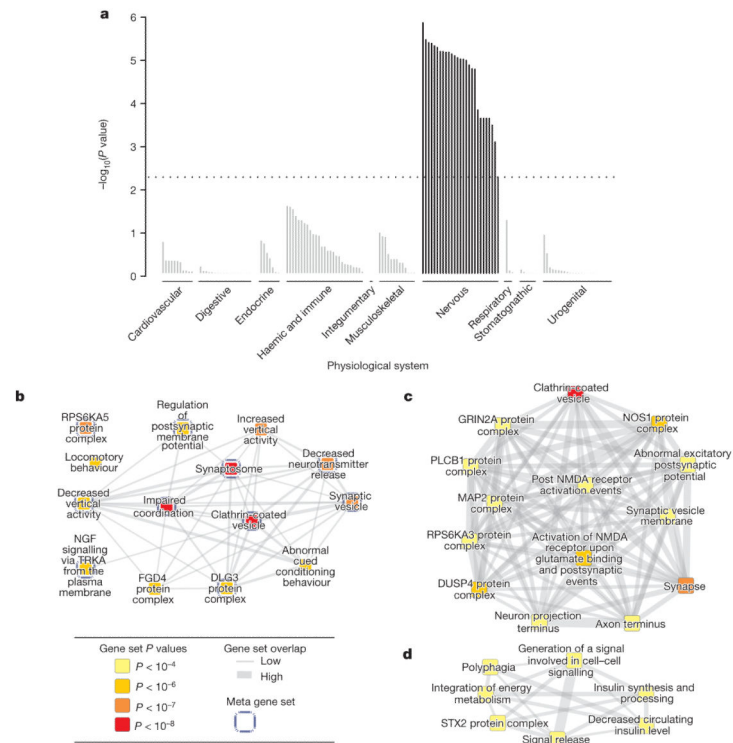 a
6
5
4
3
2
1
0
−log10(P value)
Cardiovascular
Digestive
Endocrine
Haemic and immune
Integumentary
Musculoskeletal
Nervous
Respiratory
Stomatognathic
Urogenital
Physiological system
b
RPS6KA5
protein
complex
Regulation
of
postsynaptic
membrane
potential
Increased
vertical
activity
Locomotory
behaviour
Synaptosome
Decreased
neurotransmitter
release
Decreased
vertical
activity
Impaired
coordination
Clathrin-coated
vesicle
Synaptic
vesicle
NGF
signalling
via TRKA
from the
plasma
membrane
FGD4
protein
complex
DLG3
protein
complex
Abnormal
cued
conditioning
behaviour
Gene set P values
P < 10−4
P < 10−6
P < 10−7
P < 10−8
Gene set overlap
Low
High
Meta gene set
c
Clathrin-coated
vesicle
GRIN2A protein
complex
NOS1 protein
complex
PLCB1 protein
complex
Post NMDA receptor
activation events
Abnormal excitatory
postsynaptic
potential
MAP2 protein
complex
Synaptic vesicle
membrane
RPS6KA3 protein
complex
Activation of NMDA
receptor upon
glutamate binding
and postsynaptic
events
DUSP4 protein
complex
Synapse
Neuron projection
terminus
Axon terminus
d
Generation of a signal
involved in cell–cell
signalling
Polyphagia
Integration of energy
metabolism
Insulin synthesis and
processing
STX2 protein complex
Decreased circulating
insulin level
Signal release